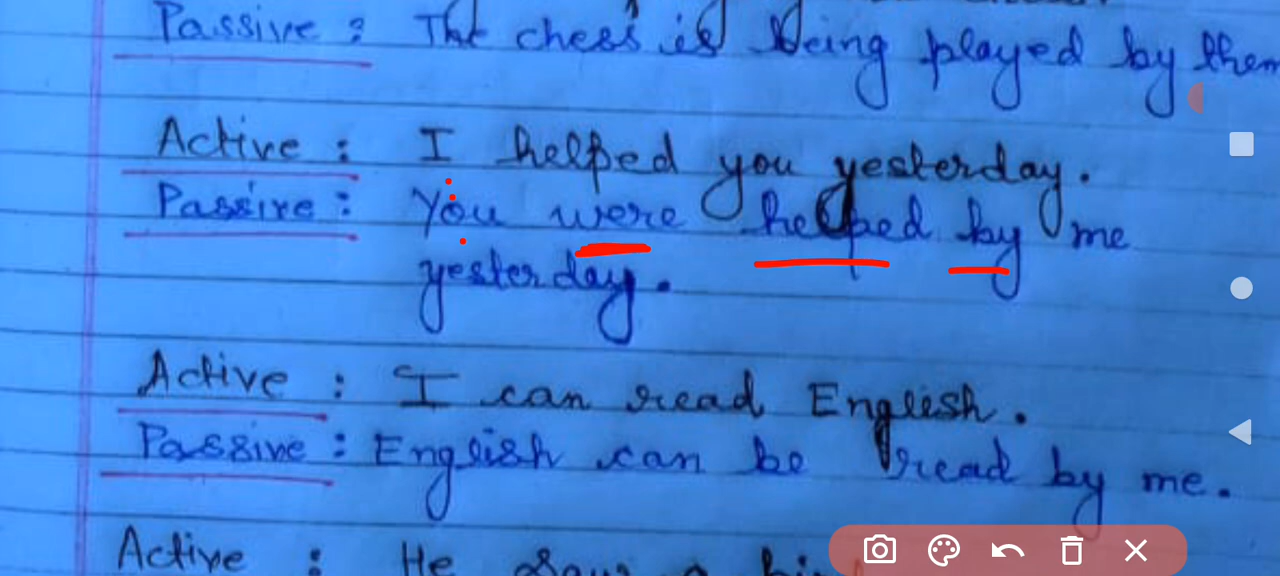 Passive : The chess is being played by them
Active : I helped you yesterday.
Passive : You were helped by me
yesterday.
Active : I can read English.
Passive : English can be read by me.
Active : He saw a